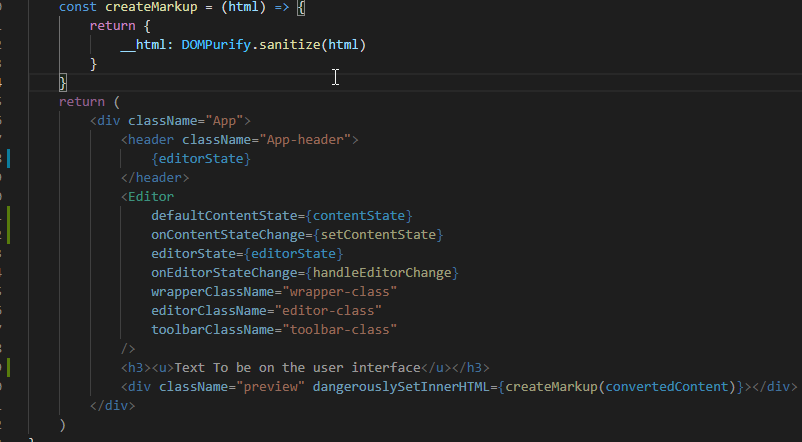 const createMarkup = (html) => {
return {
__html: DOMPurify.sanitize(html)
}
}
return (
<div className="App">
<header className="App-header">
{editorState}
</header>
<Editor
defaultContentState={contentState}
onContentStateChange={setContentState}
editorState={editorState}
onEditorStateChange={handleEditorChange}
wrapperClassName="wrapper-class"
editorClassName="editor-class"
toolbarClassName="toolbar-class"
/>
<h3><u>Text To be on the user interface</u></h3>
<div className="preview" dangerouslySetInnerHTML={createMarkup(convertedContent)}></div>
</div>
)